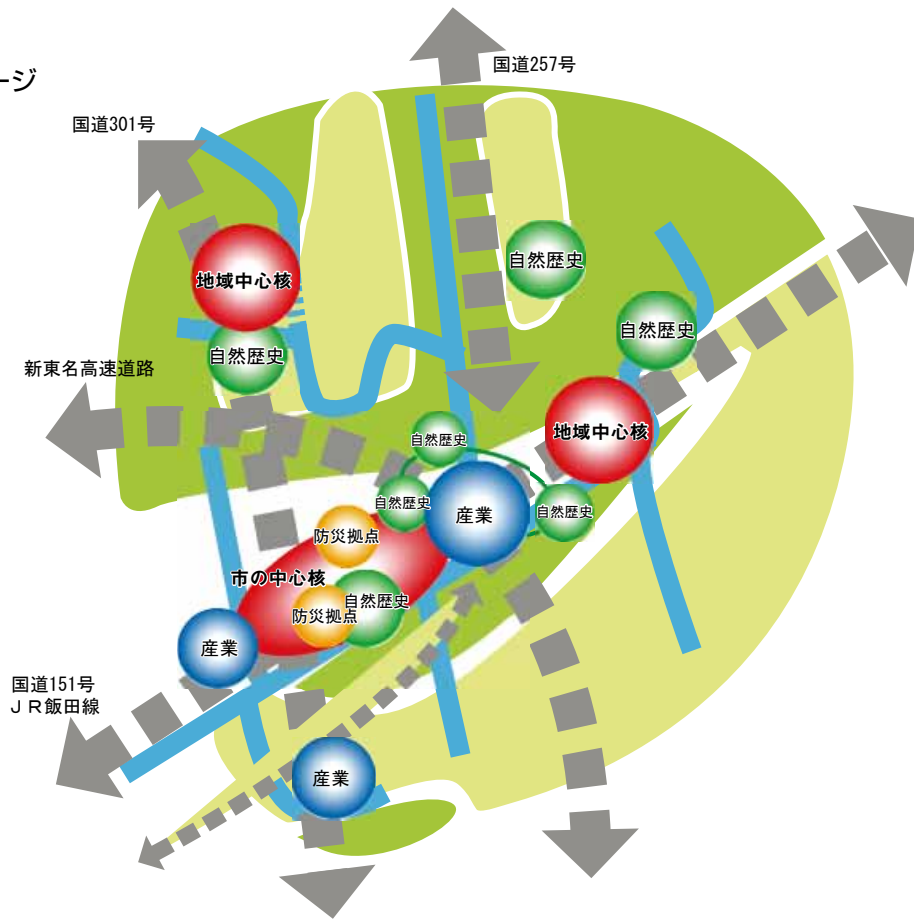 ージ
国道257号
国道301号
自然歴史
地域中心核
自然歴史
自然歴史
新東名高速道路
地域中心核
自然歴史
自然歴史
産業
自然歴史
防災拠点
市の中心核
自然歴史
防災拠点
産業
国道151号
ＪＲ飯田線
産業